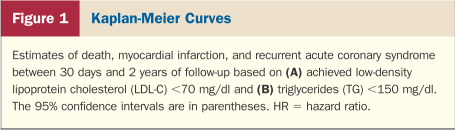 Figure 1 Kaplan-Meier Curves
Estimates of death, myocardial infarction, and recurrent acute coronary syndrome
between 30 days and 2 years of follow-up based on (A) achieved low-density
lipoprotein cholesterol (LDL-C) <70 mg/dl and (B) triglycerides (TG) <150 mg/dl.
The 95% confidence intervals are in parentheses. HR = hazard ratio.